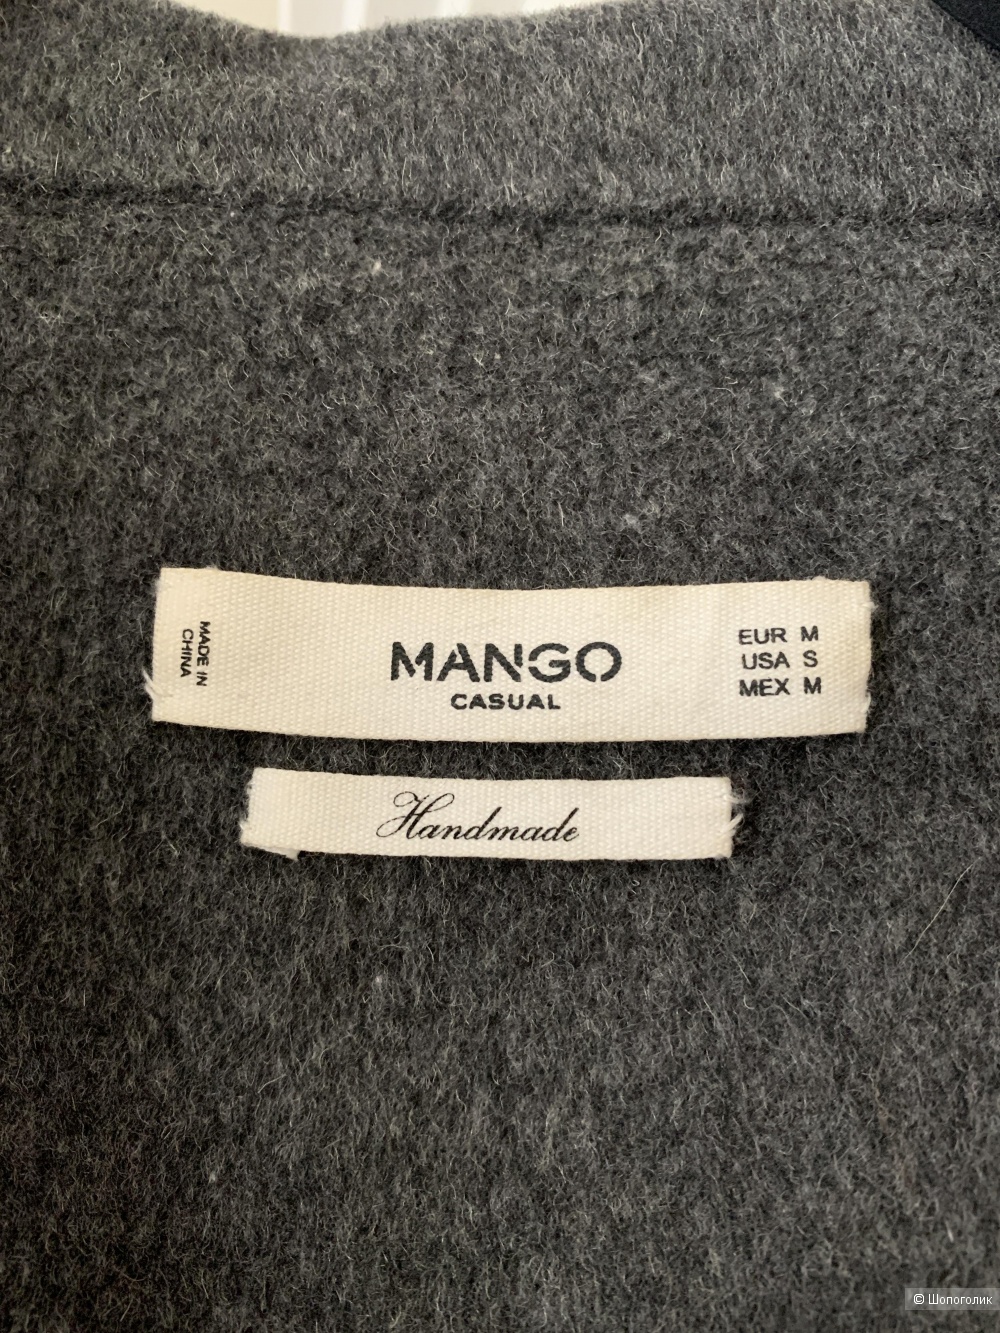 MADE IN
CHINA
MANGO
CASUAL
EUR M
USA S
MEX M
Handmade
© Шопоголик